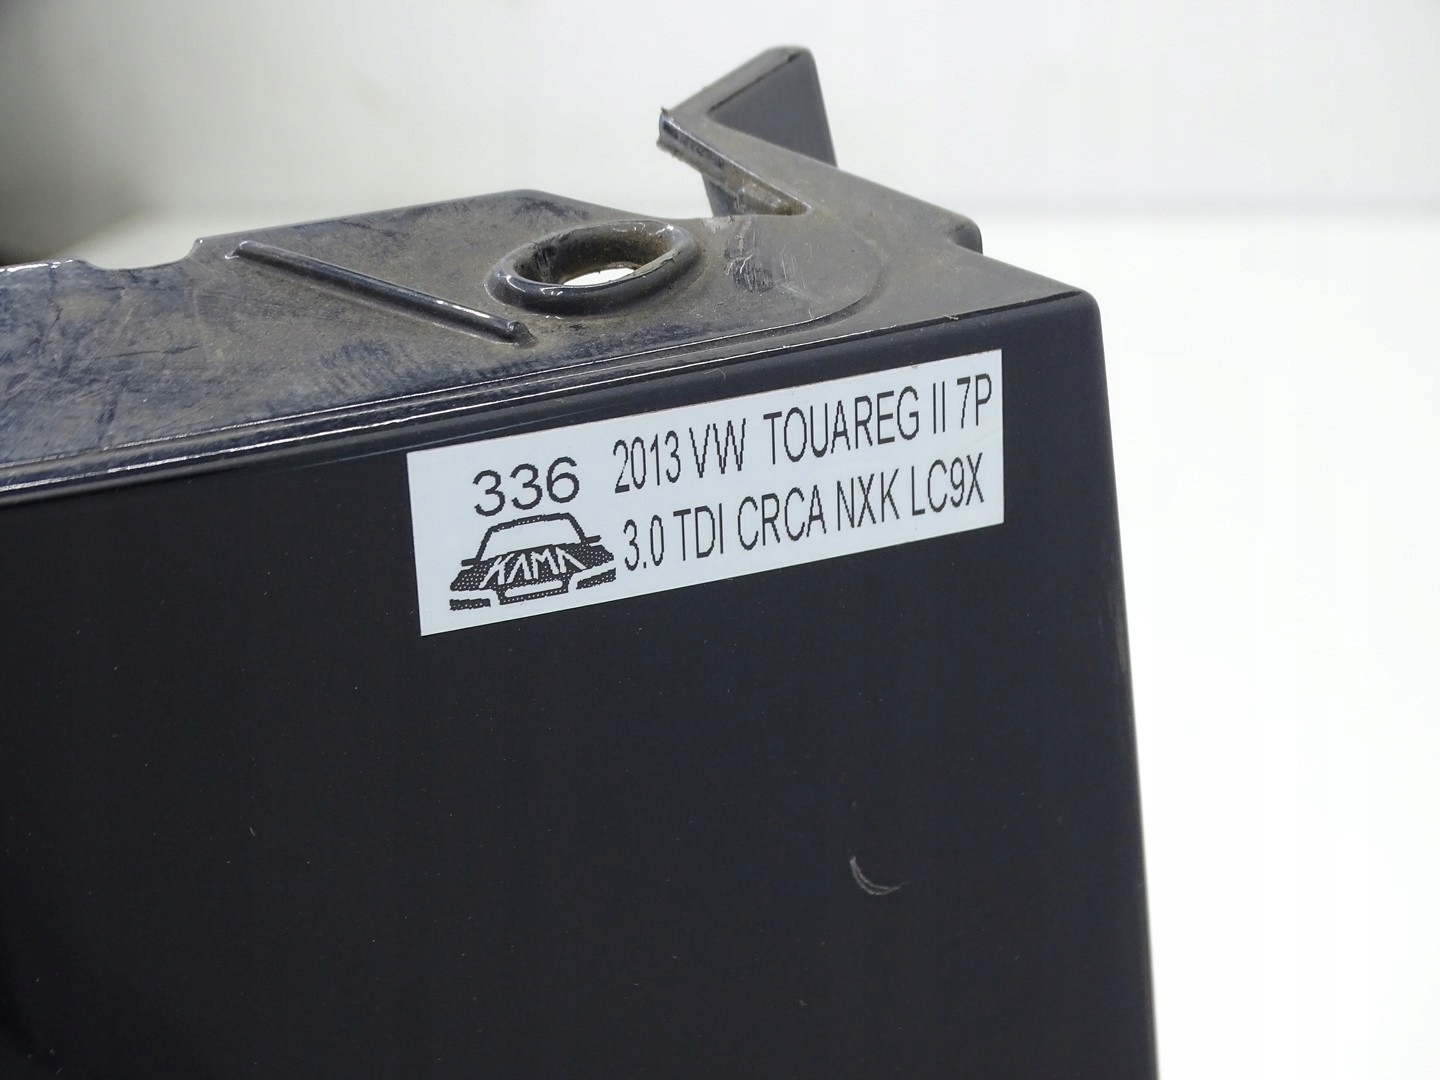 336
2013 VW TOUAREG II 7P
3.0 TDI CRCA NXK LC9X
KAMA